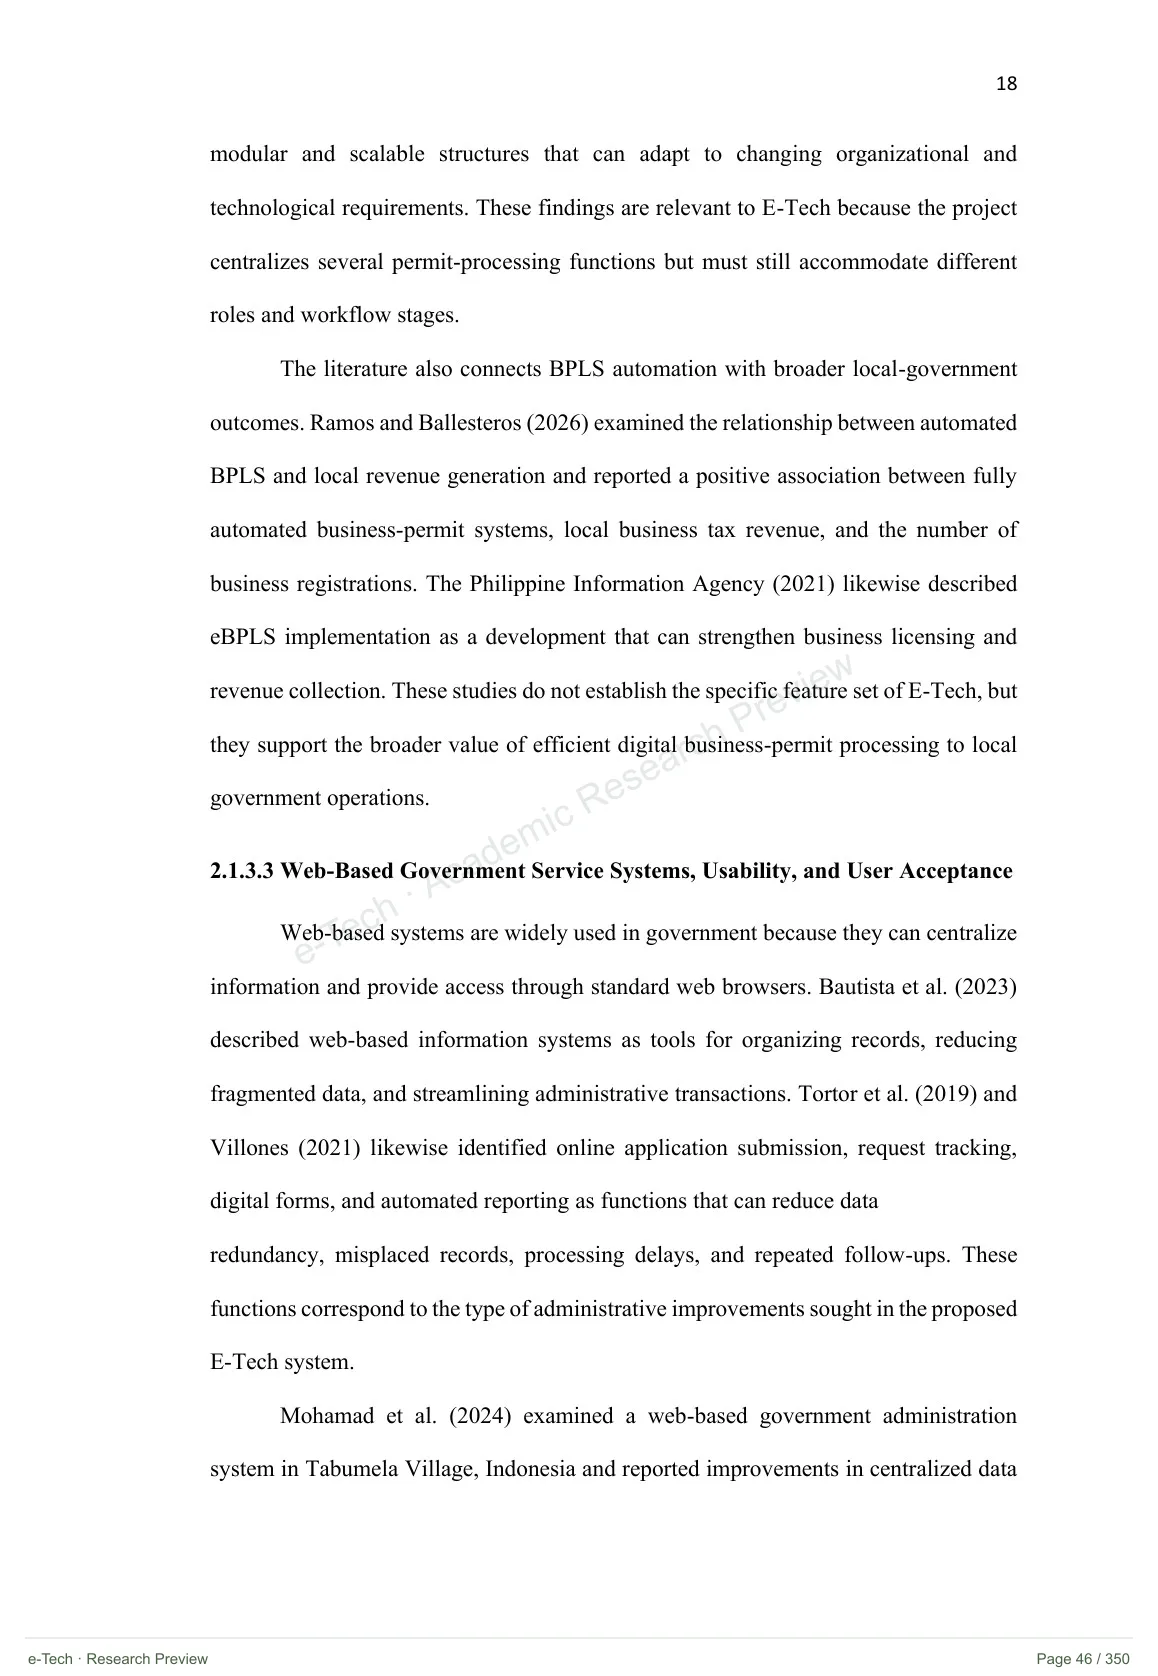 18
modular and scalable structures that can adapt to changing organizational and
technological requirements. These findings are relevant to E-Tech because the project
centralizes several permit-processing functions but must still accommodate different
roles and workflow stages.
The literature also connects BPLS automation with broader local-government
outcomes. Ramos and Ballesteros (2026) examined the relationship between automated
BPLS and local revenue generation and reported a positive association between fully
automated business-permit systems, local business tax revenue, and the number of
business registrations. The Philippine Information Agency (2021) likewise described
eBPLS implementation as a development that can strengthen business licensing and
revenue collection. These studies do not establish the specific feature set of E-Tech, but
they support the broader value of efficient digital business-permit processing to local
government operations.
2.1.3.3 Web-Based Government Service Systems, Usability, and User Acceptance
Web-based systems are widely used in government because they can centralize
information and provide access through standard web browsers. Bautista et al. (2023)
described web-based information systems as tools for organizing records, reducing
fragmented data, and streamlining administrative transactions. Tortor et al. (2019) and
Villones (2021) likewise identified online application submission, request tracking,
digital forms, and automated reporting as functions that can reduce data
redundancy, misplaced records, processing delays, and repeated follow-ups. These
functions correspond to the type of administrative improvements sought in the proposed
E-Tech system.
Mohamad et al. (2024) examined a web-based government administration
system in Tabumela Village, Indonesia and reported improvements in centralized data
e-Tech · Academic Research Preview
e-Tech · Research Preview
Page 46 / 350